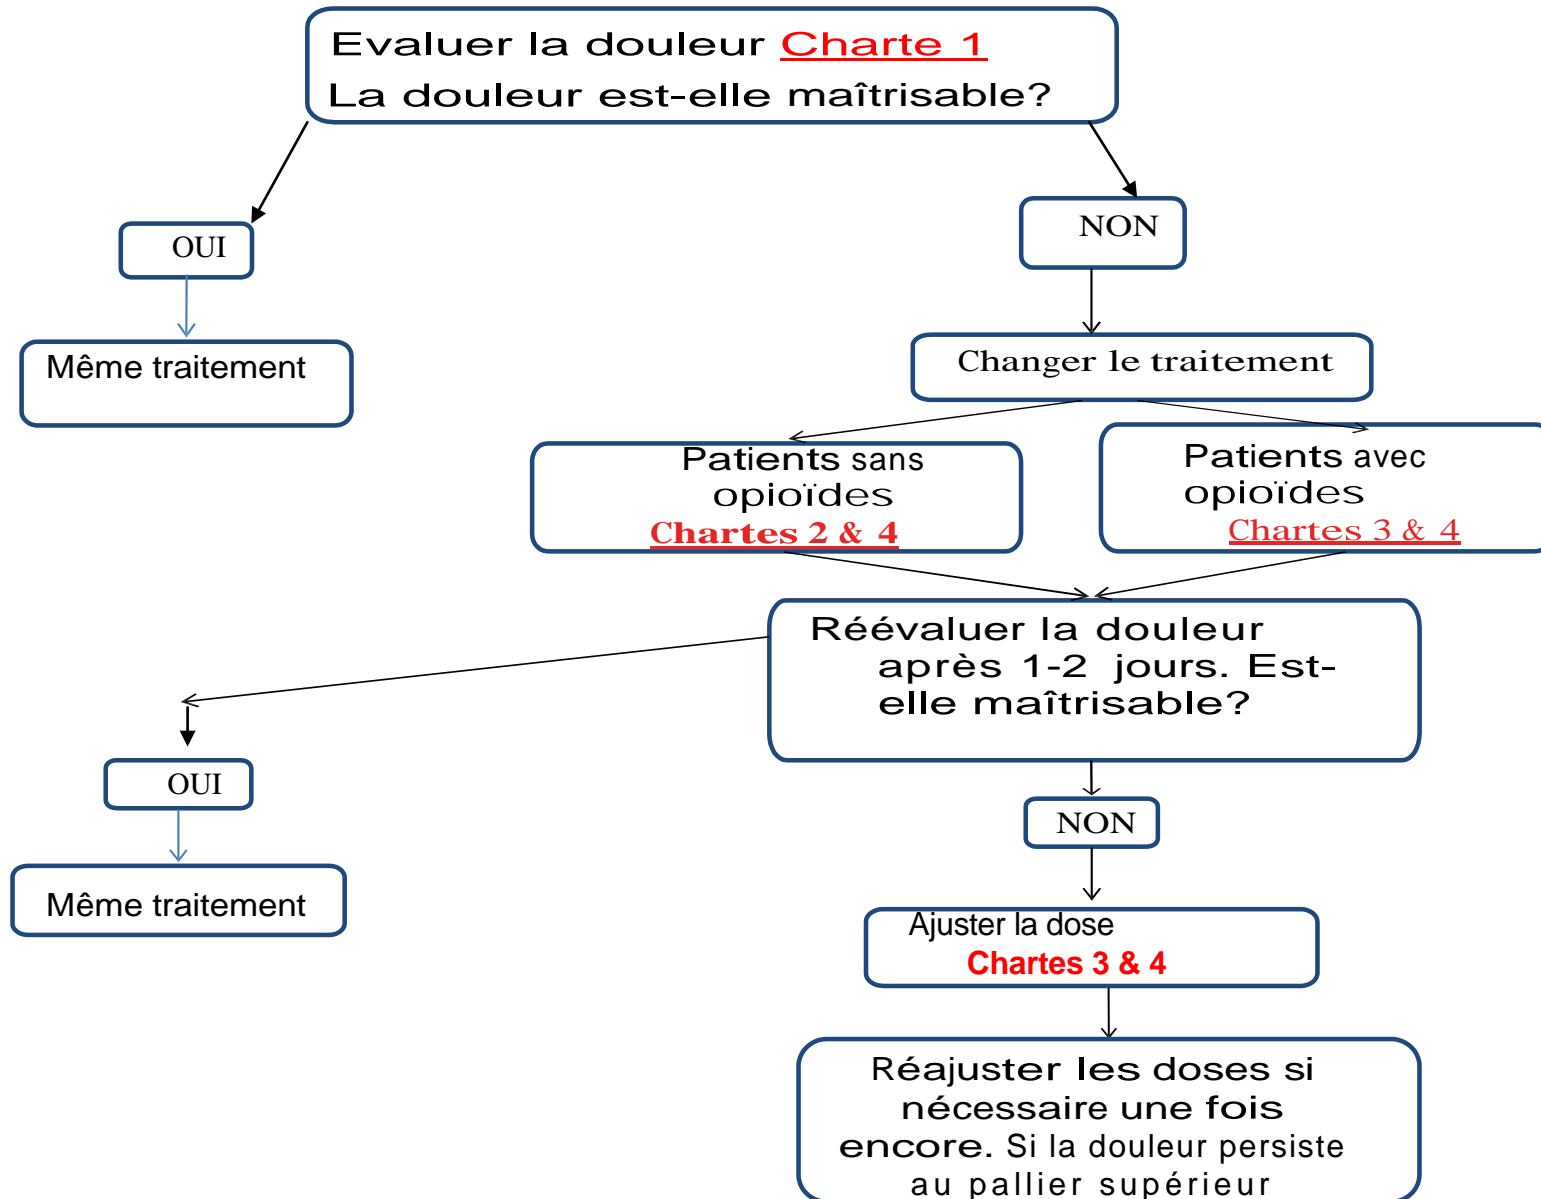 Evaluer la douleur Charte 1
La douleur est-elle maîtrisable?
OUI
NON
Même traitement
Changer le traitement
Patients sans
opioïdes
Chartes 2 & 4
Patients avec
opioïdes
Chartes 3 & 4
Réévaluer la douleur
après 1-2 jours. Est-
elle maîtrisable?
OUI
NON
Même traitement
Ajuster la dose
Chartes 3 & 4
Réajuster les doses si
nécessaire une fois
encore. Si la douleur persiste
au pallier supérieur